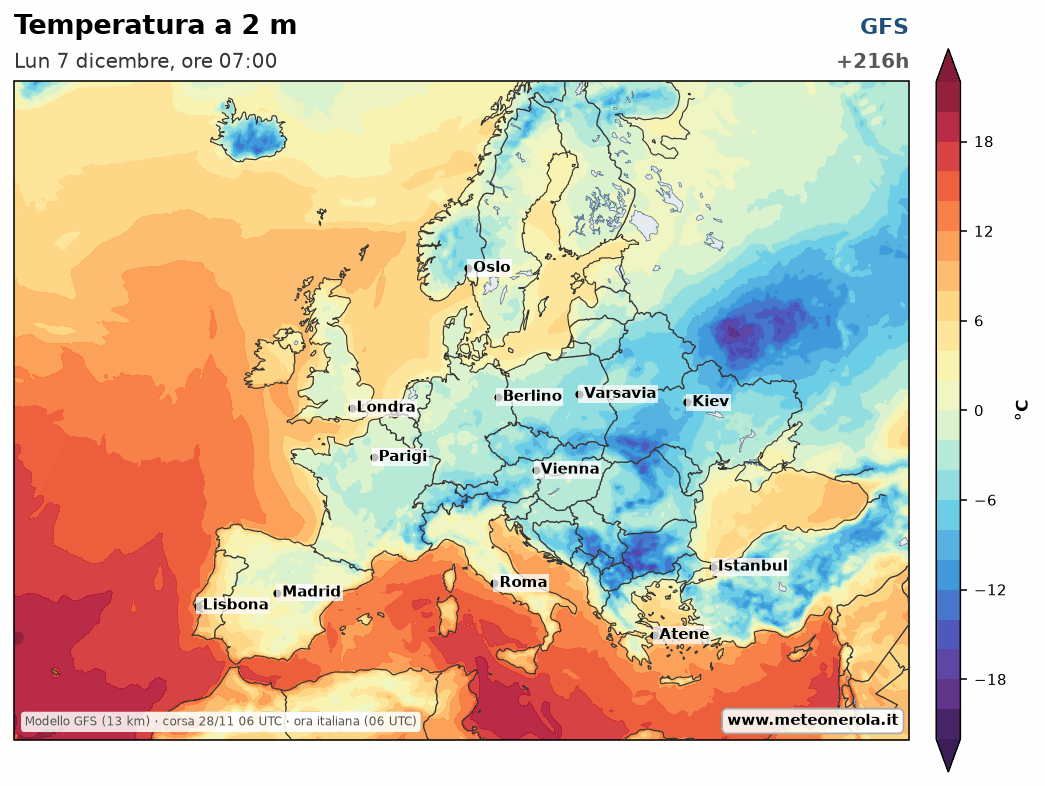 Temperatura a 2 m
GFS
Lun 7 dicembre, ore 07:00
+216h
18
12
6
0
−6
−12
−18
°C
Oslo
Londra
Berlino
Varsavia
Kiev
Parigi
Vienna
Istanbul
Roma
Madrid
Lisbona
Atene
Modello GFS (13 km) · corsa 28/11 06 UTC · ora italiana (06 UTC)
www.meteonerola.it